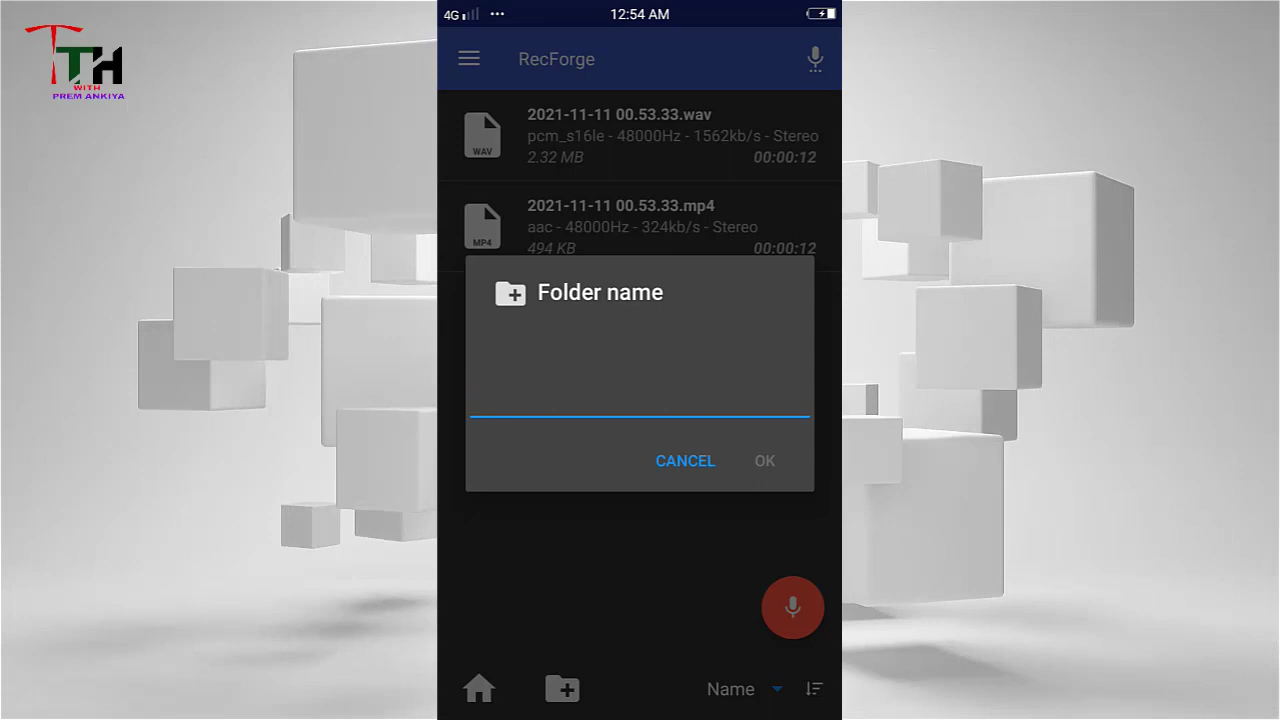 TTH
WITH
PREM ANKIYA
4G
12:54 AM
RecForge
2021-11-11 00.53.33.wav
pcm_s16le - 48000Hz - 1562kb/s - Stereo
WAV
2.32 MB 00:00:12
2021-11-11 00.53.33.mp4
aac - 48000Hz - 324kb/s - Stereo
MP4
494 KB 00:00:12
Folder name
CANCEL OK
Name